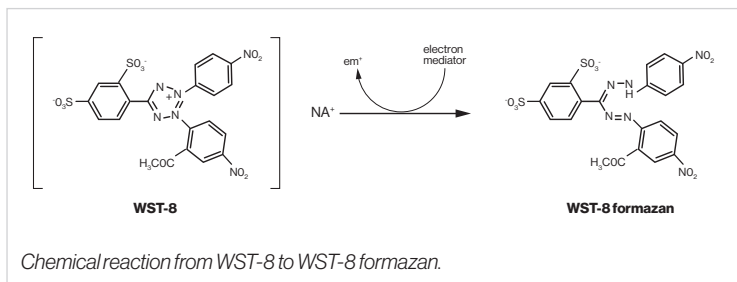 NO₂
SO₃⁻
⁻O₃S
N
N
N⁺
N
H₃COC
NO₂
WST-8
em⁺
electron
mediator
NA⁺
NO₂
SO₃⁻
⁻O₃S
N
N
H
N
N
H₃COC
NO₂
WST-8 formazan
Chemical reaction from WST-8 to WST-8 formazan.